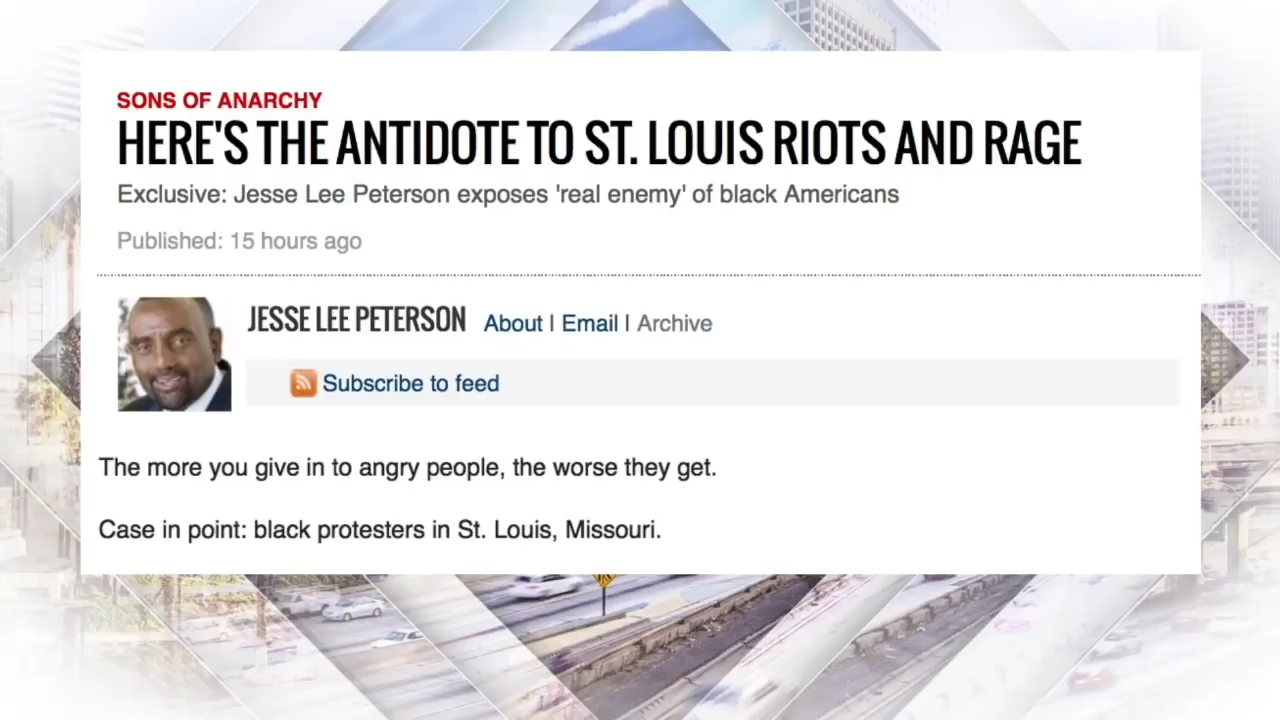 SONS OF ANARCHY
HERE'S THE ANTIDOTE TO ST. LOUIS RIOTS AND RAGE
Exclusive: Jesse Lee Peterson exposes 'real enemy' of black Americans
Published: 15 hours ago
JESSE LEE PETERSON About | Email | Archive
Subscribe to feed
The more you give in to angry people, the worse they get.
Case in point: black protesters in St. Louis, Missouri.